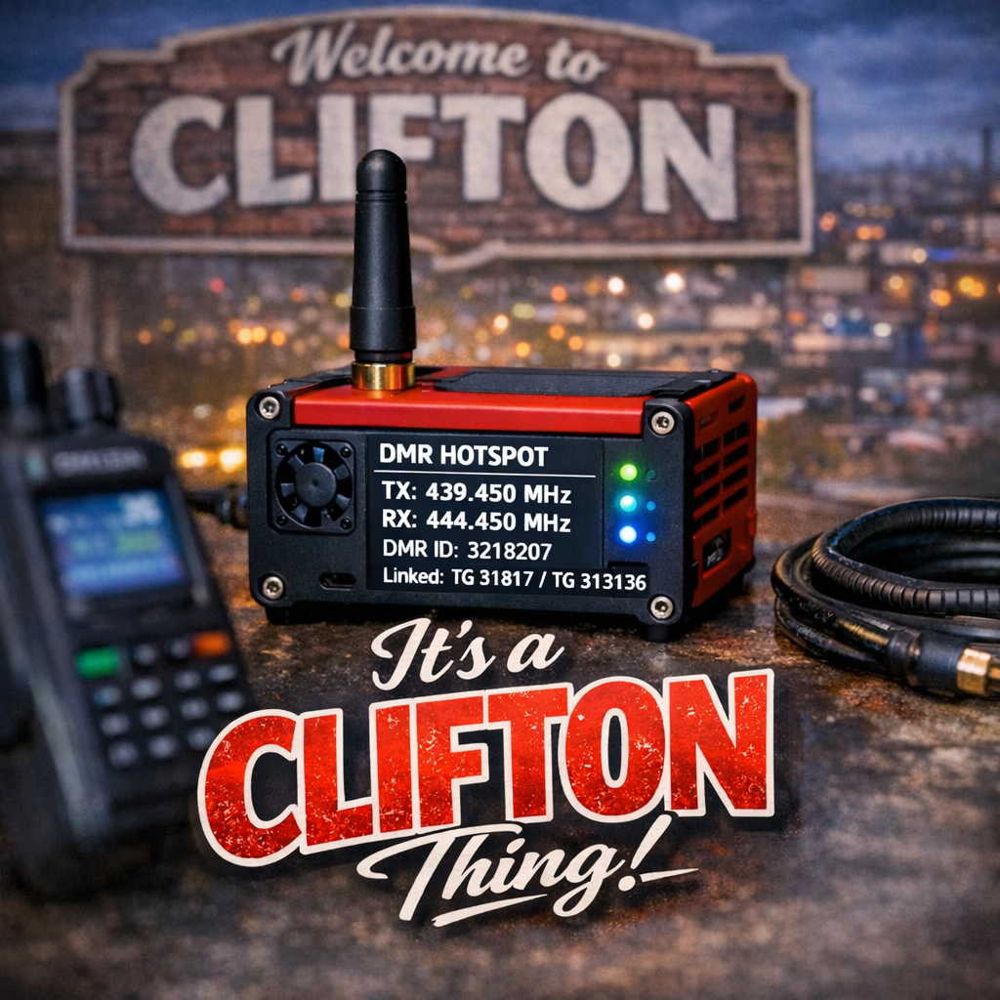 Welcome to
CLIFTON
DMR HOTSPOT
TX: 439.450 MHz
RX: 444.450 MHz
DMR ID: 3218207
Linked: TG 31817 / TG 313136
It's a
CLIFTON
Thing!